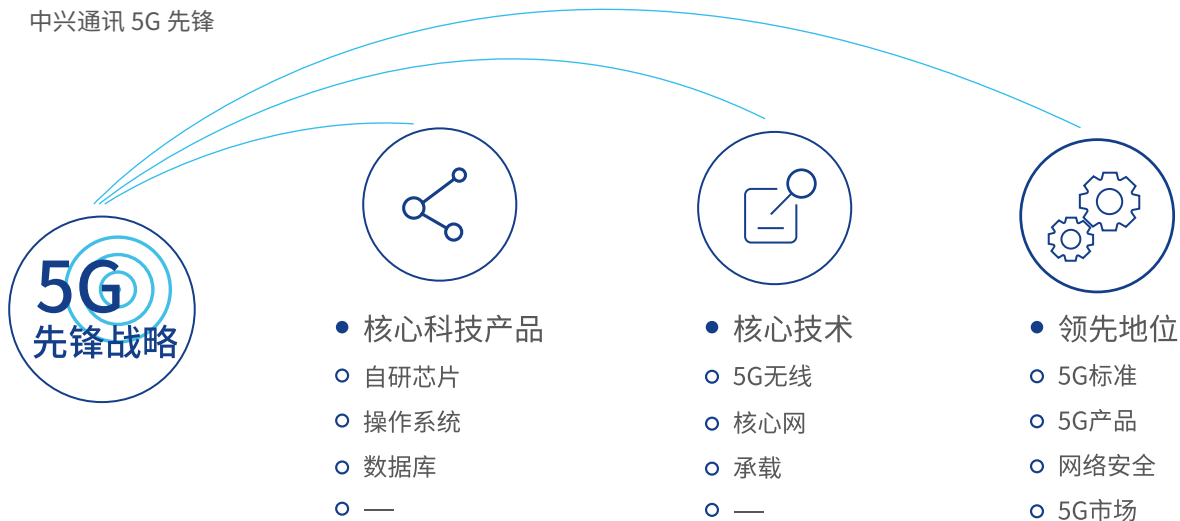 中兴通讯 5G 先锋
5G
先锋战略
核心科技产品
自研芯片
操作系统
数据库
—
核心技术
5G无线
核心网
承载
—
领先地位
5G标准
5G产品
网络安全
5G市场